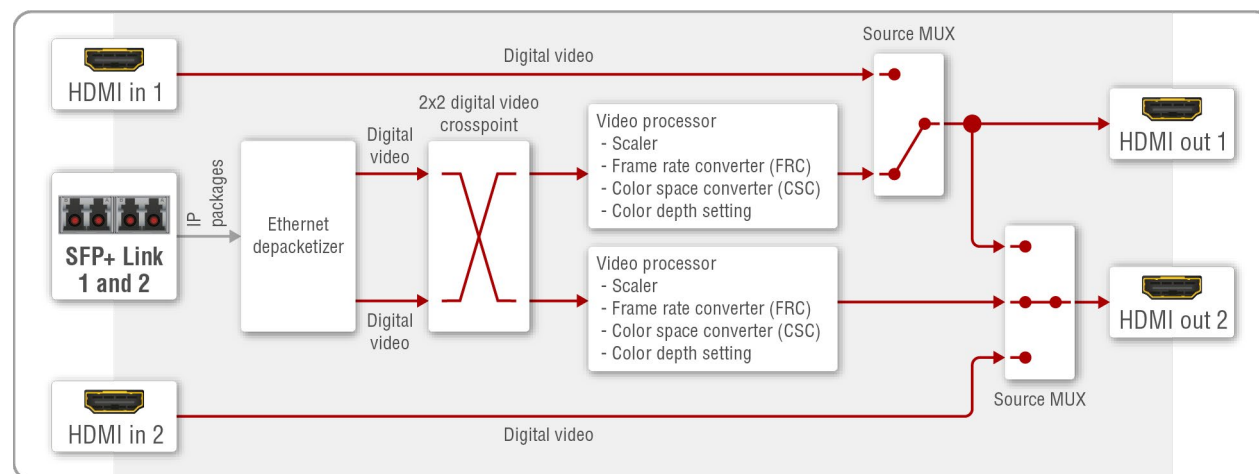 HDMI in 1
Digital video
Source MUX
HDMI out 1
2x2 digital video
crosspoint
Digital
video
Video processor
- Scaler
- Frame rate converter (FRC)
- Color space converter (CSC)
- Color depth setting
SFP+ Link
1 and 2
IP
packages
Ethernet
depacketizer
Digital
video
Video processor
- Scaler
- Frame rate converter (FRC)
- Color space converter (CSC)
- Color depth setting
HDMI out 2
Source MUX
HDMI in 2
Digital video